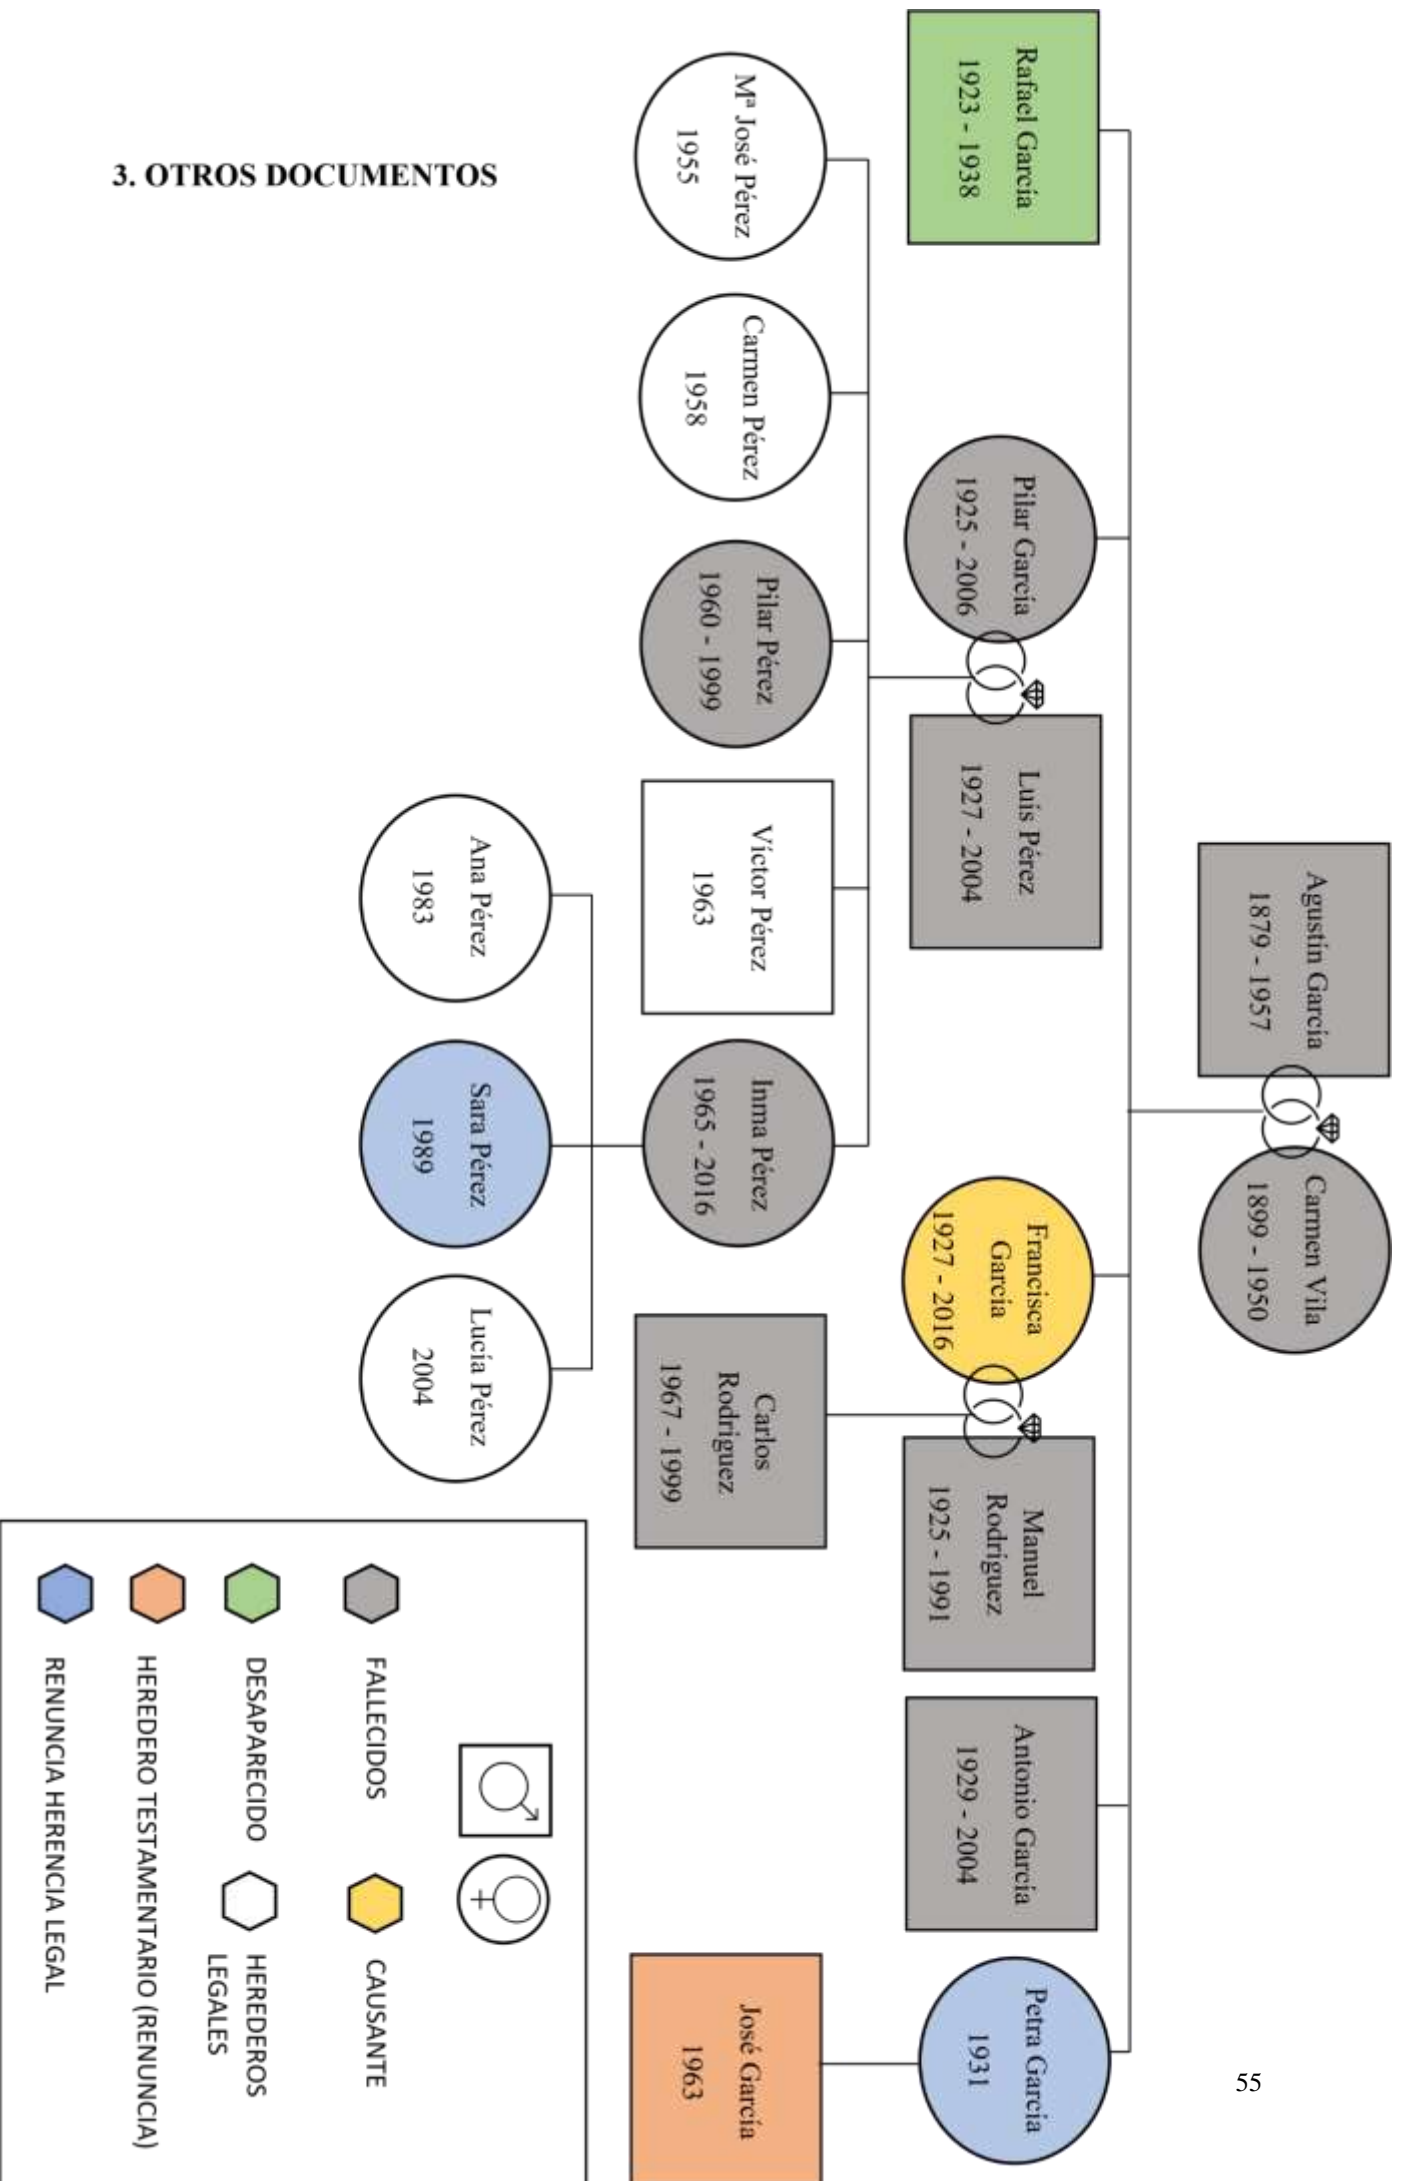 3. OTROS DOCUMENTOS
Agustín García
1879 - 1957
Carmen Vila
1899 - 1950
Rafael García
1923 - 1938
Pilar García
1925 - 2006
Luis Pérez
1927 - 2004
Francisca
García
1927 - 2016
Manuel
Rodríguez
1925 - 1991
Antonio García
1929 - 2004
Petra García
1931
Mª José Pérez
1955
Carmen Pérez
1958
Pilar Pérez
1960 - 1999
Víctor Pérez
1963
Inma Pérez
1965 - 2016
Carlos
Rodriguez
1967 - 1999
José García
1963
Ana Pérez
1983
Sara Pérez
1989
Lucía Pérez
2004
FALLECIDOS
CAUSANTE
DESAPARECIDO
HEREDEROS
LEGALES
HEREDERO TESTAMENTARIO (RENUNCIA)
RENUNCIA HERENCIA LEGAL
55